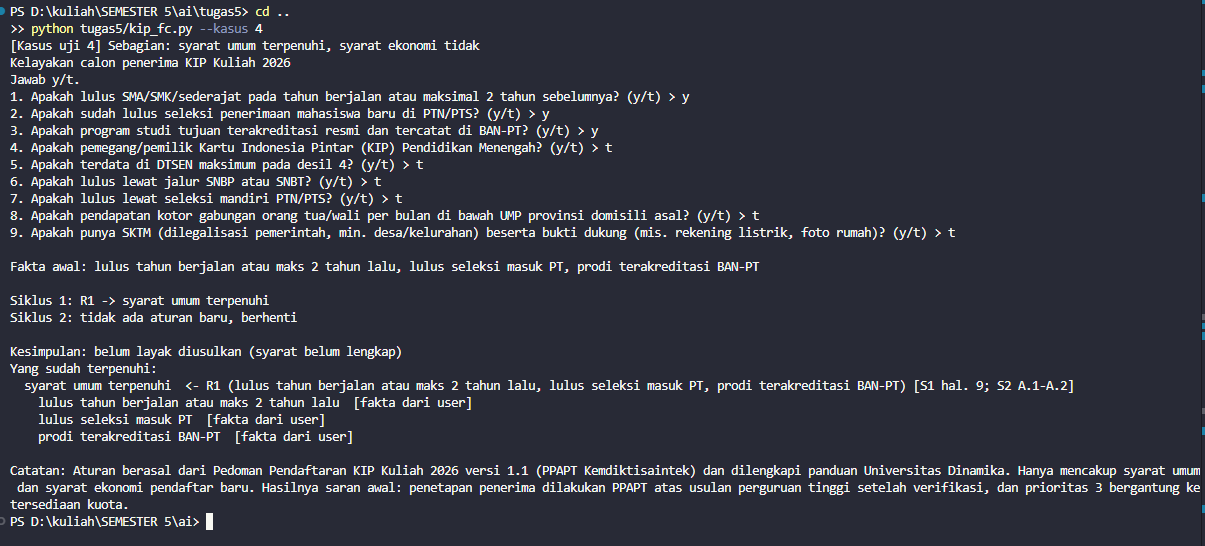 PS D:\kuliah\SEMESTER 5\ai\tugas5> cd ..
>> python tugas5/kip_fc.py --kasus 4
[Kasus uji 4] Sebagian: syarat umum terpenuhi, syarat ekonomi tidak
Kelayakan calon penerima KIP Kuliah 2026
Jawab y/t.
1. Apakah lulus SMA/SMK/sederajat pada tahun berjalan atau maksimal 2 tahun sebelumnya? (y/t) > y
2. Apakah sudah lulus seleksi penerimaan mahasiswa baru di PTN/PTS? (y/t) > y
3. Apakah program studi tujuan terakreditasi resmi dan tercatat di BAN-PT? (y/t) > y
4. Apakah pemegang/pemilik Kartu Indonesia Pintar (KIP) Pendidikan Menengah? (y/t) > t
5. Apakah terdata di DTSEN maksimum pada desil 4? (y/t) > t
6. Apakah lulus lewat jalur SNBP atau SNBT? (y/t) > t
7. Apakah lulus lewat seleksi mandiri PTN/PTS? (y/t) > t
8. Apakah pendapatan kotor gabungan orang tua/wali per bulan di bawah UMP provinsi domisili asal? (y/t) > t
9. Apakah punya SKTM (dilegalisasi pemerintah, min. desa/kelurahan) beserta bukti dukung (mis. rekening listrik, foto rumah)? (y/t) > t
Fakta awal: lulus tahun berjalan atau maks 2 tahun lalu, lulus seleksi masuk PT, prodi terakreditasi BAN-PT
Siklus 1: R1 -> syarat umum terpenuhi
Siklus 2: tidak ada aturan baru, berhenti
Kesimpulan: belum layak diusulkan (syarat belum lengkap)
Yang sudah terpenuhi:
syarat umum terpenuhi <- R1 (lulus tahun berjalan atau maks 2 tahun lalu, lulus seleksi masuk PT, prodi terakreditasi BAN-PT) [S1 hal. 9; S2 A.1-A.2]
lulus tahun berjalan atau maks 2 tahun lalu [fakta dari user]
lulus seleksi masuk PT [fakta dari user]
prodi terakreditasi BAN-PT [fakta dari user]
Catatan: Aturan berasal dari Pedoman Pendaftaran KIP Kuliah 2026 versi 1.1 (PPAPT Kemdiktisaintek) dan dilengkapi panduan Universitas Dinamika. Hanya mencakup syarat umum
dan syarat ekonomi pendaftar baru. Hasilnya saran awal: penetapan penerima dilakukan PPAPT atas usulan perguruan tinggi setelah verifikasi, dan prioritas 3 bergantung ke
tersediaan kuota.
PS D:\kuliah\SEMESTER 5\ai>